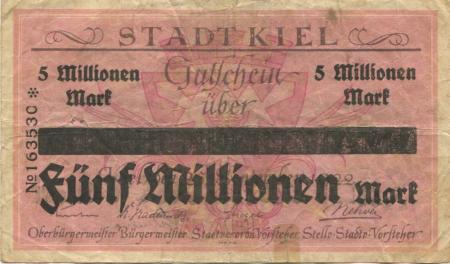 STADT KIEL
5 Millionen Mark
Gutschein über
5 Millionen Mark
Fünf Millionen Mark
Oberbürgermeister Bürgermeister Stadtverordn.Vorsteher Stellv.Stadtv.Vorsteher
No 163530 *